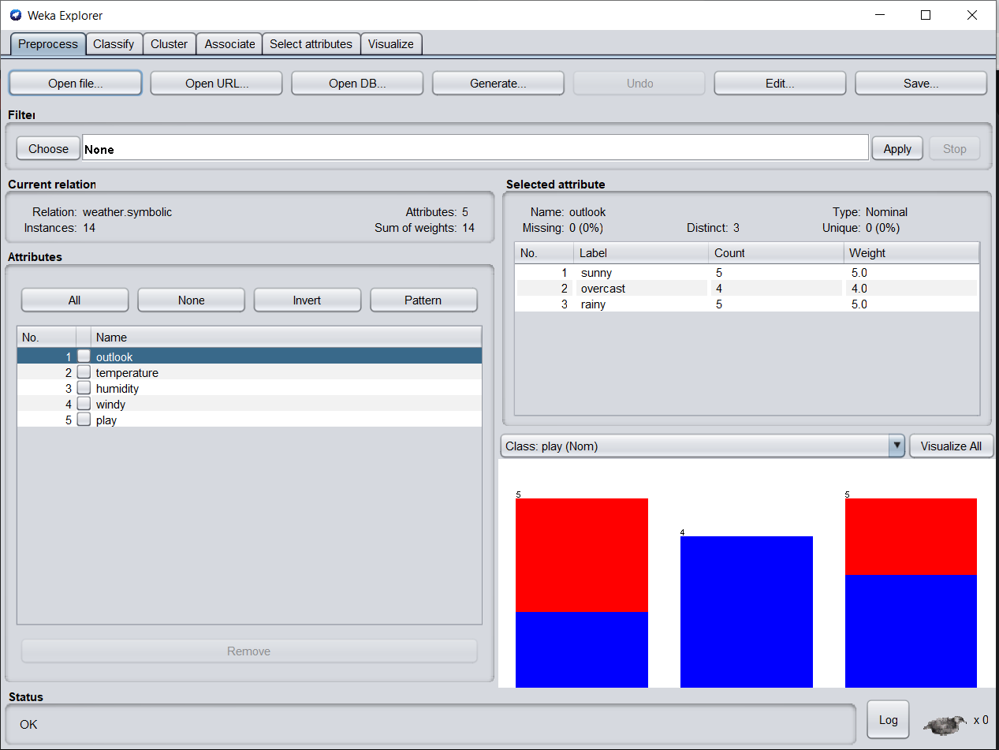 Weka Explorer
Preprocess Classify Cluster Associate Select attributes Visualize
Open file... Open URL... Open DB... Generate... Undo Edit... Save...
Filter
Choose None Apply Stop
Current relation
Relation: weather.symbolic Attributes: 5
Instances: 14 Sum of weights: 14
Attributes
All None Invert Pattern
No. Name
1 outlook
2 temperature
3 humidity
4 windy
5 play
Remove
Selected attribute
Name: outlook Type: Nominal
Missing: 0 (0%) Distinct: 3 Unique: 0 (0%)
No. Label Count Weight
1 sunny 5 5.0
2 overcast 4 4.0
3 rainy 5 5.0
Class: play (Nom) Visualize All
5 4 5
Status
OK Log x 0